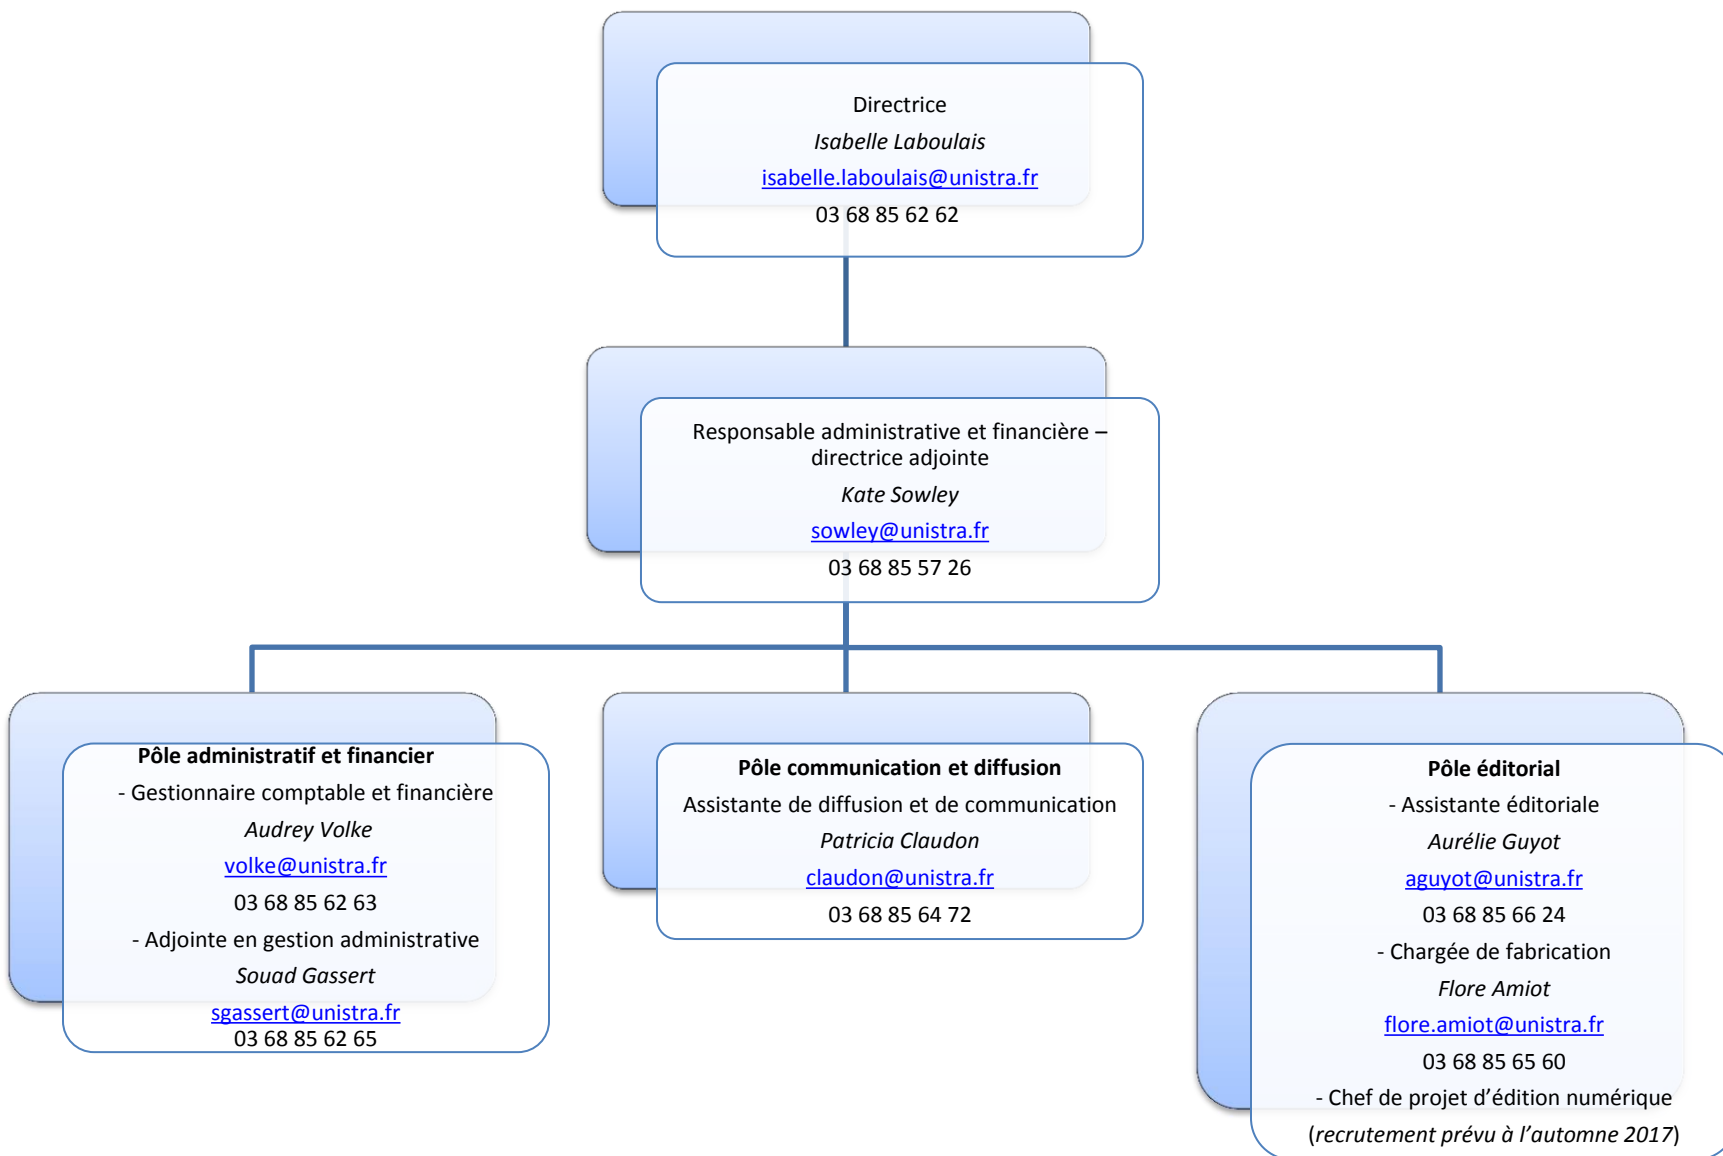 Directrice
Isabelle Laboulais
isabelle.laboulais@unistra.fr
03 68 85 62 62
Responsable administrative et financière –
directrice adjointe
Kate Sowley
sowley@unistra.fr
03 68 85 57 26
Pôle administratif et financier
- Gestionnaire comptable et financière
Audrey Volke
volke@unistra.fr
03 68 85 62 63
- Adjointe en gestion administrative
Souad Gassert
sgassert@unistra.fr
03 68 85 62 65
Pôle communication et diffusion
Assistante de diffusion et de communication
Patricia Claudon
claudon@unistra.fr
03 68 85 64 72
Pôle éditorial
- Assistante éditoriale
Aurélie Guyot
aguyot@unistra.fr
03 68 85 66 24
- Chargée de fabrication
Flore Amiot
flore.amiot@unistra.fr
03 68 85 65 60
- Chef de projet d’édition numérique
(recrutement prévu à l’automne 2017)